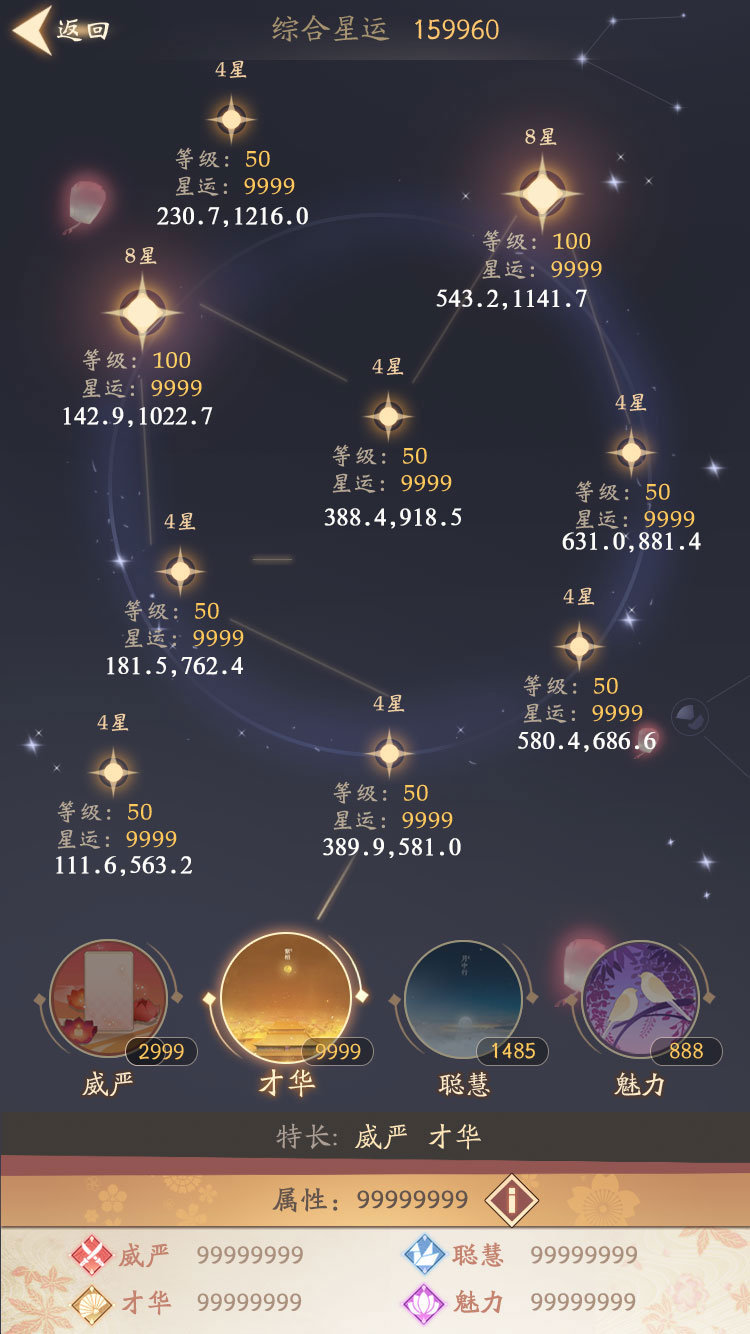 返回
综合星运 159960
4星
等级： 50
星运： 9999
230.7,1216.0
8星
等级： 100
星运： 9999
543.2,1141.7
8星
等级： 100
星运： 9999
142.9,1022.7
4星
等级： 50
星运： 9999
388.4,918.5
4星
等级： 50
星运： 9999
631.0,881.4
4星
等级： 50
星运： 9999
181.5,762.4
4星
等级： 50
星运： 9999
580.4,686.6
4星
等级： 50
星运： 9999
389.9,581.0
4星
等级： 50
星运： 9999
111.6,563.2
2999
威严
9999
才华
1485
聪慧
888
魅力
特长: 威严 才华
属性: 99999999
威严 99999999
聪慧 99999999
才华 99999999
魅力 99999999